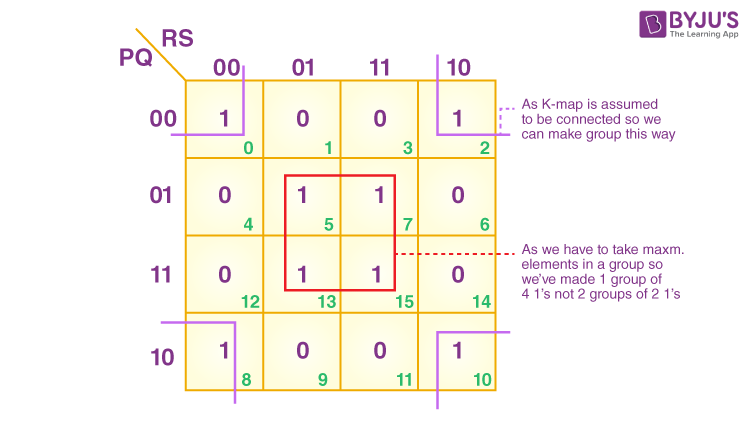 BYJU'S
The Learning App
RS
PQ
00 01 11 10
00 1 0 0 1
0 1 3 2
01 0 1 1 0
4 5 7 6
11 0 1 1 0
12 13 15 14
10 1 0 0 1
8 9 11 10
As K-map is assumed
to be connected so we
can make group this way
As we have to take maxm.
elements in a group so
we've made 1 group of
4 1's not 2 groups of 2 1's